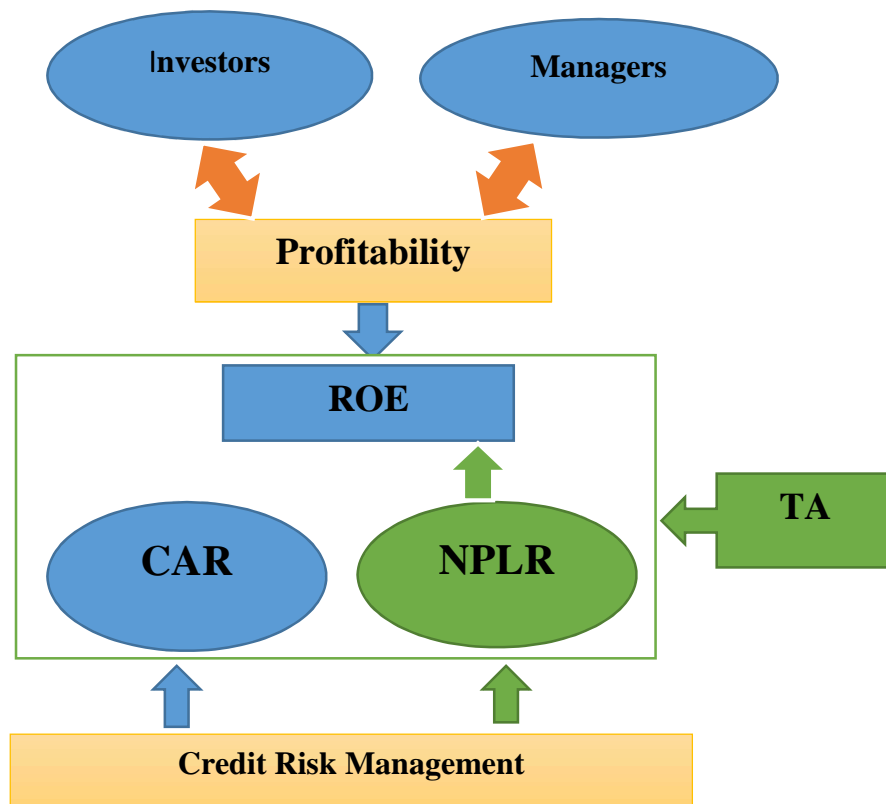 Investors
Managers
Profitability
ROE
CAR
NPLR
TA
Credit Risk Management